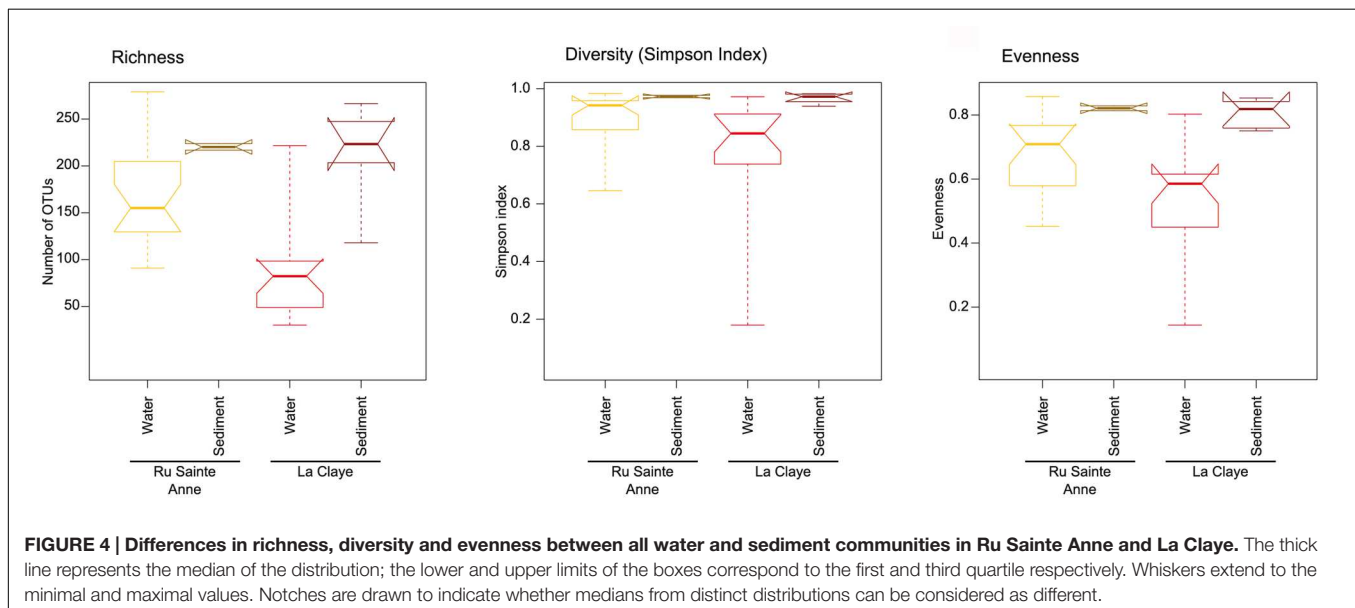 Richness
Number of OTUs
250
200
150
100
50
Water
Sediment
Water
Sediment
Ru Sainte
Anne
La Claye
Diversity (Simpson Index)
Simpson index
1.0
0.8
0.6
0.4
0.2
Water
Sediment
Water
Sediment
Ru Sainte
Anne
La Claye
Evenness
Evenness
0.8
0.6
0.4
0.2
Water
Sediment
Water
Sediment
Ru Sainte
Anne
La Claye
FIGURE 4 | Differences in richness, diversity and evenness between all water and sediment communities in Ru Sainte Anne and La Claye. The thick
line represents the median of the distribution; the lower and upper limits of the boxes correspond to the first and third quartile respectively. Whiskers extend to the
minimal and maximal values. Notches are drawn to indicate whether medians from distinct distributions can be considered as different.